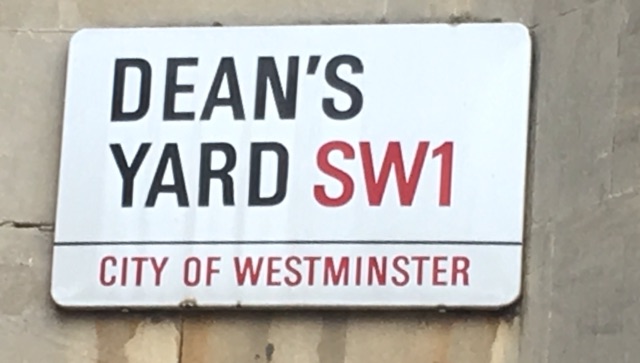 DEAN'S
YARD SW1
CITY OF WESTMINSTER